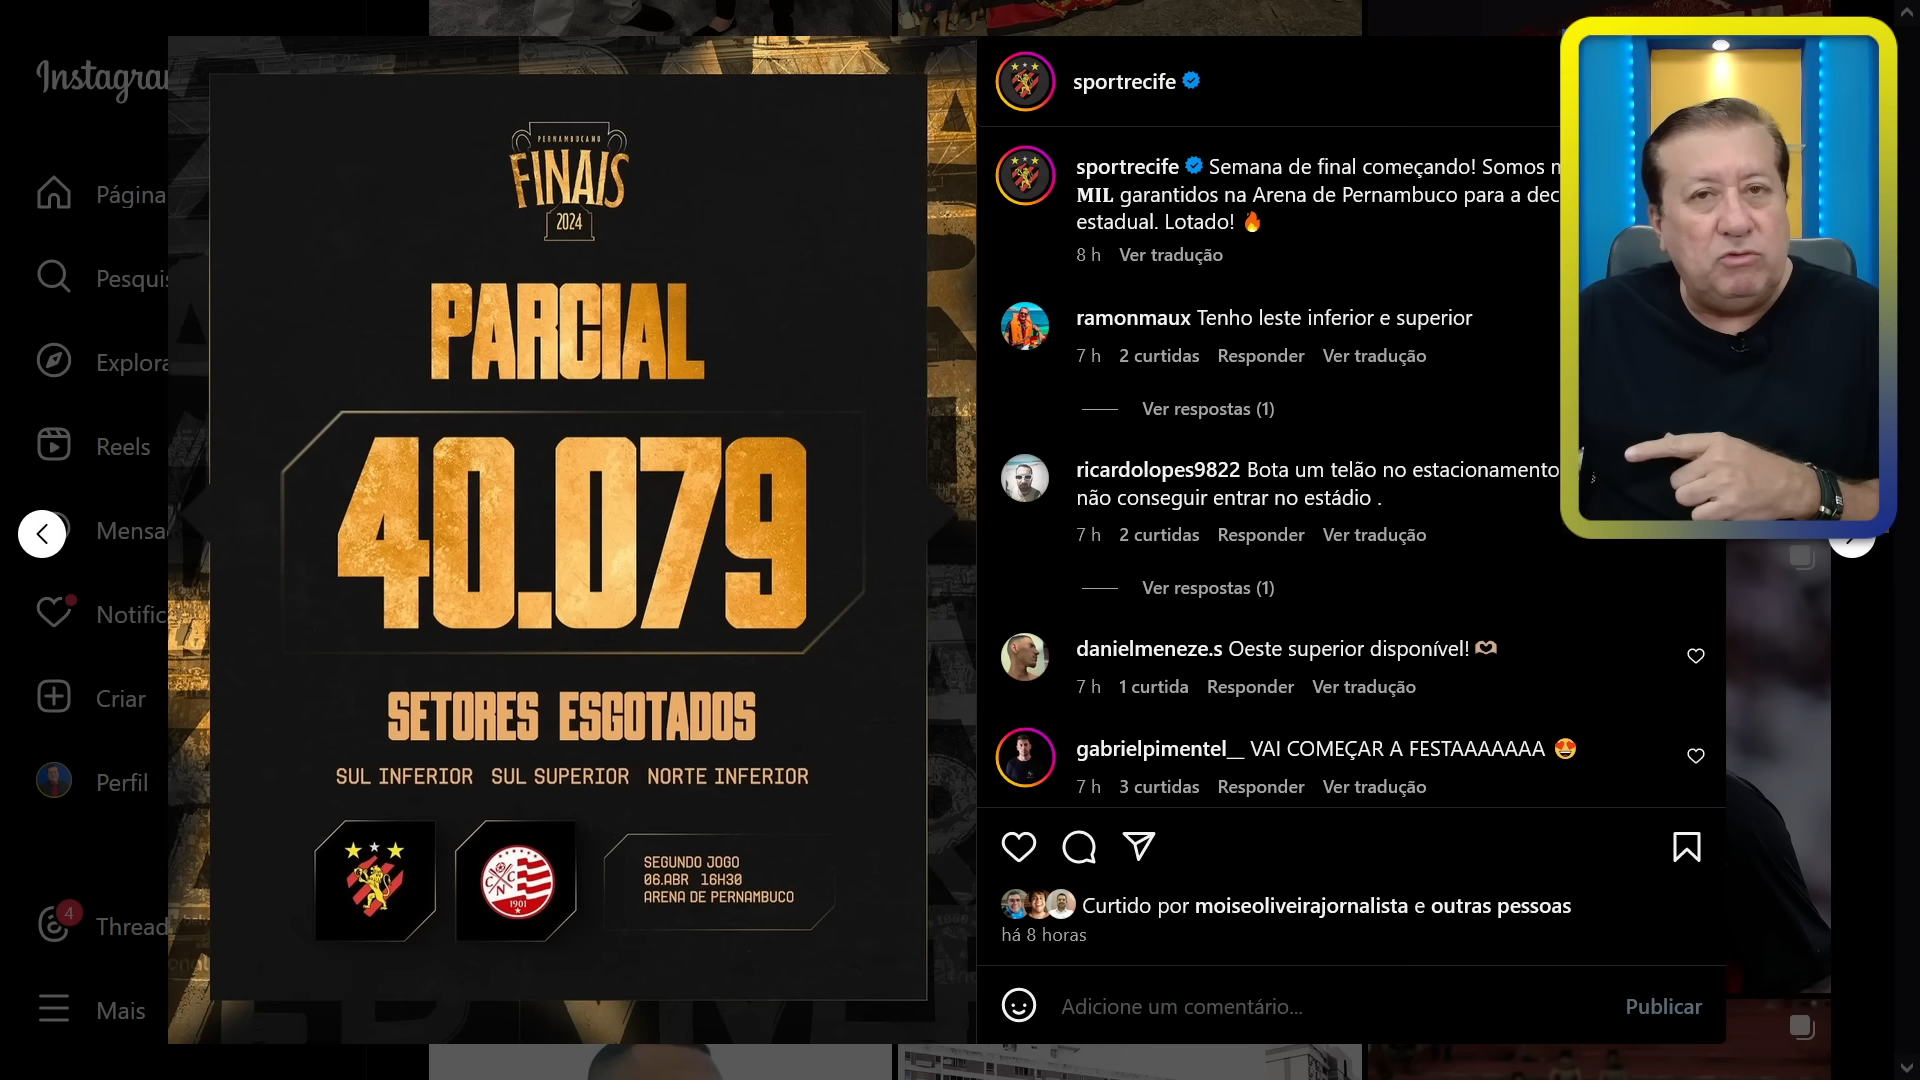 Instagra
Página
Pesquis
Explora
Reels
Mensa
Notific
Criar
Perfil
4
Thread
Mais
PERNAMBUCANO
FINAIS
2024
PARCIAL
40.079
SETORES ESGOTADOS
SUL INFERIOR SUL SUPERIOR NORTE INFERIOR
CNC
1901
SEGUNDO JOGO
06.ABR 16H30
ARENA DE PERNAMBUCO
sportrecife
sportrecife Semana de final começando! Somos m
MIL garantidos na Arena de Pernambuco para a dec
estadual. Lotado! 🔥
8 h Ver tradução
ramonmaux Tenho leste inferior e superior
7 h 2 curtidas Responder Ver tradução
Ver respostas (1)
ricardolopes9822 Bota um telão no estacionamento
não conseguir entrar no estádio .
7 h 2 curtidas Responder Ver tradução
Ver respostas (1)
danielmeneze.s Oeste superior disponível! 🫶🏽
7 h 1 curtida Responder Ver tradução
gabrielpimentel__ VAI COMEÇAR A FESTAAAAAAA 😍
7 h 3 curtidas Responder Ver tradução
Curtido por moiseoliveirajornalista e outras pessoas
há 8 horas
Adicione um comentário...
Publicar